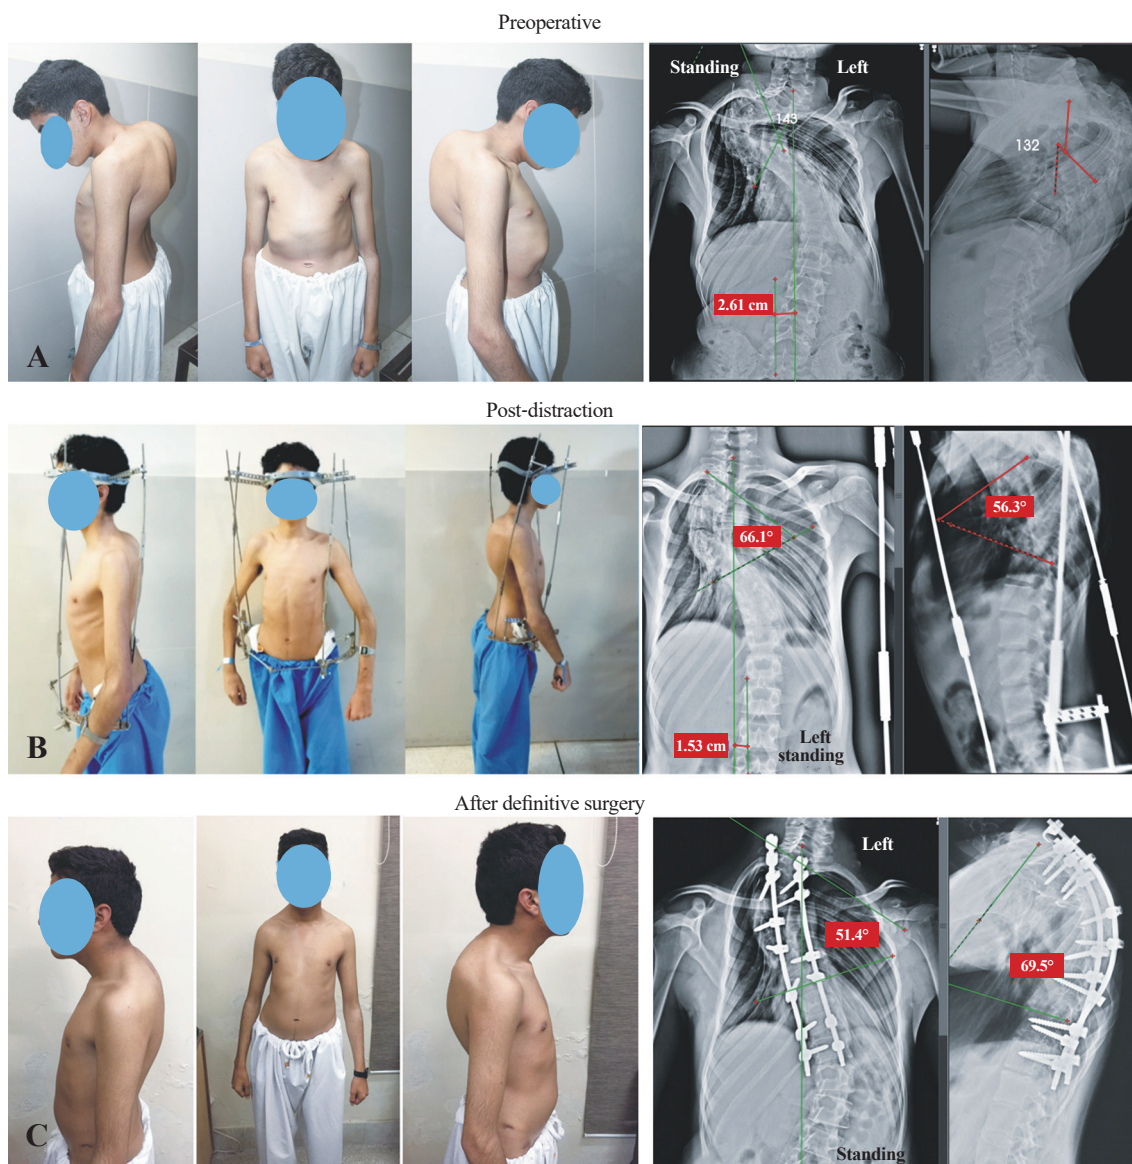 Preoperative
Standing
Left
143
132
2.61 cm
A
Post-distraction
66.1°
56.3°
1.53 cm
Left
standing
B
After definitive surgery
Left
51.4°
69.5°
Standing
C